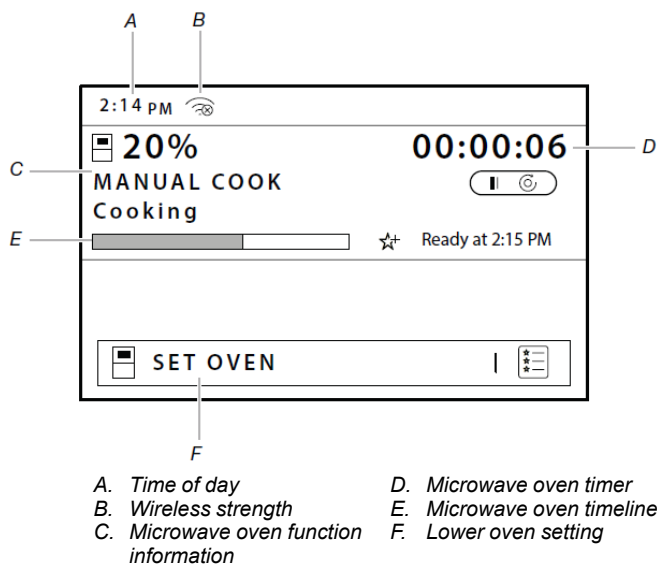 A B
2:14 PM
20% 00:00:06
D
C
MANUAL COOK
Cooking
E
Ready at 2:15 PM
SET OVEN
F
A. Time of day
B. Wireless strength
C. Microwave oven function
information
D. Microwave oven timer
E. Microwave oven timeline
F. Lower oven setting